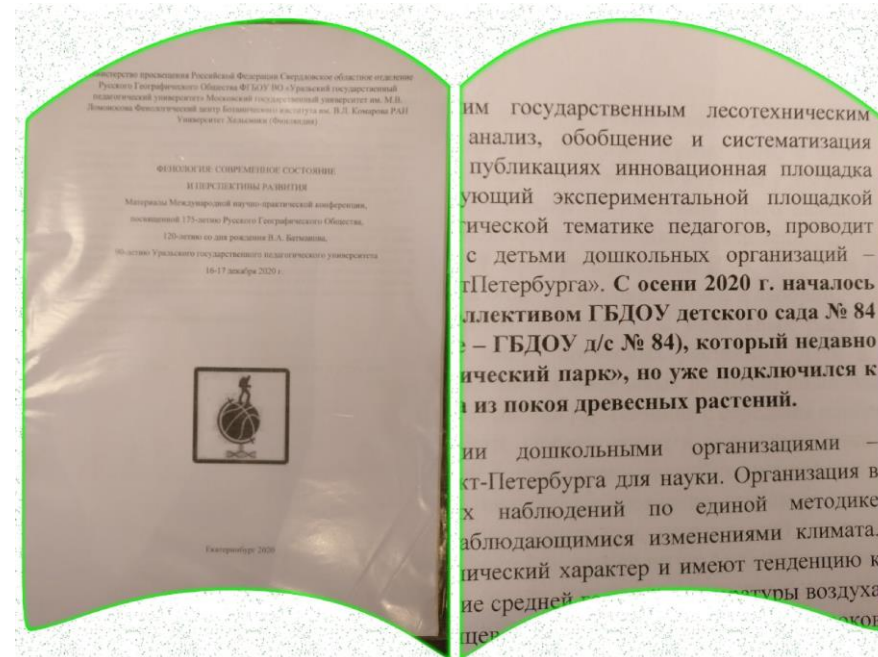 Министерство просвещения Российской Федерации Свердловское областное отделение
Русского Географического Общества ФГБОУ ВО «Уральский государственный
педагогический университет» Московский государственный университет им. М.В.
Ломоносова Фенологический центр Ботанического института им. В.Л. Комарова РАН
Университет Хельсинки (Финляндия)
ФЕНОЛОГИЯ: СОВРЕМЕННОЕ СОСТОЯНИЕ
И ПЕРСПЕКТИВЫ РАЗВИТИЯ
Материалы Международной научно-практической конференции,
посвященной 175-летию Русского Географического Общества,
120-летию со дня рождения В.А. Батманова,
90-летию Уральского государственного педагогического университета
16-17 декабря 2020 г.
Екатеринбург 2020
им государственным лесотехническим
анализ, обобщение и систематизация
публикациях инновационная площадка
ующий экспериментальной площадкой
гической тематике педагогов, проводит
с детьми дошкольных организаций –
тПетербурга». С осени 2020 г. началось
ллективом ГБДОУ детского сада № 84
– ГБДОУ д/с № 84), который недавно
ический парк», но уже подключился к
из покоя древесных растений.
ии дошкольными организациями –
кт-Петербурга для науки. Организация в
х наблюдений по единой методике
аблюдающимися изменениями климата.
ический характер и имеют тенденцию к
ие средней температуры воздуха